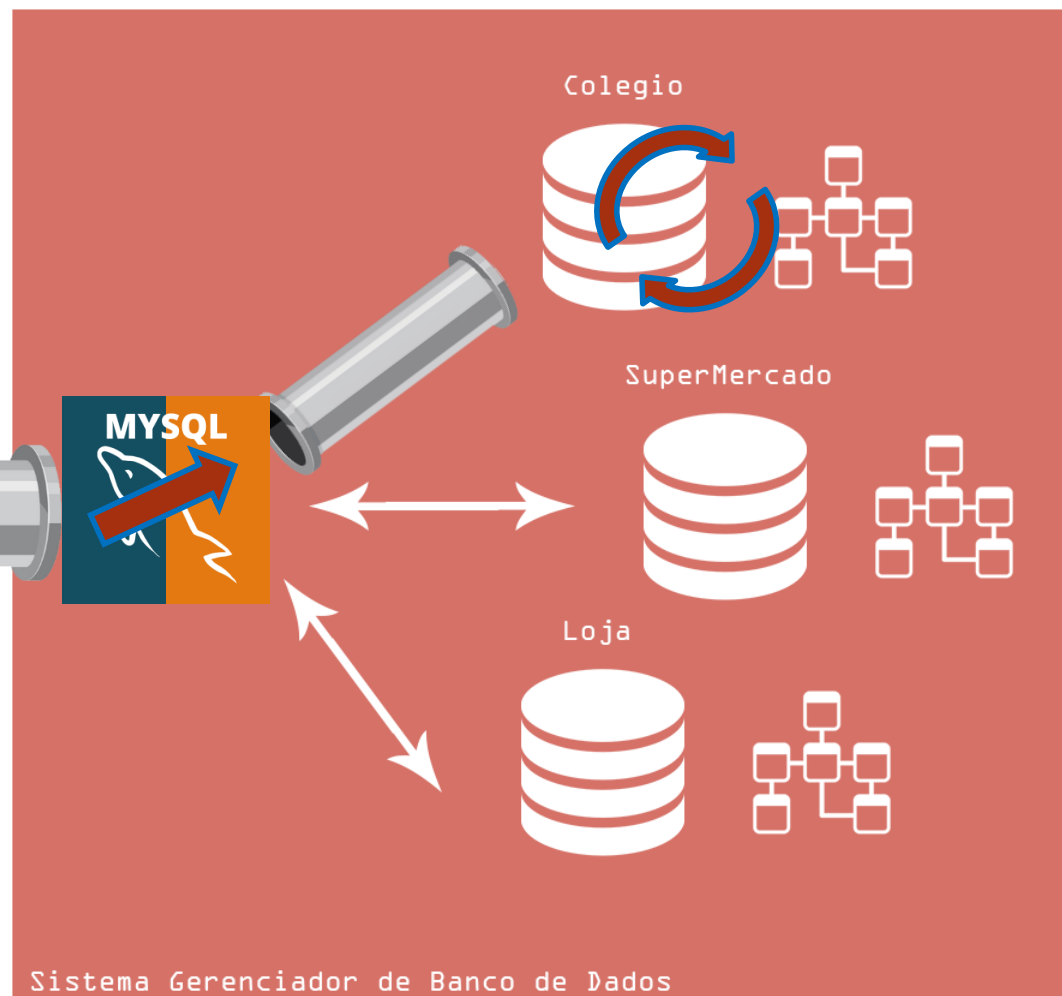 Colegio
SuperMercado
MYSQL
Loja
Sistema Gerenciador de Banco de Dados